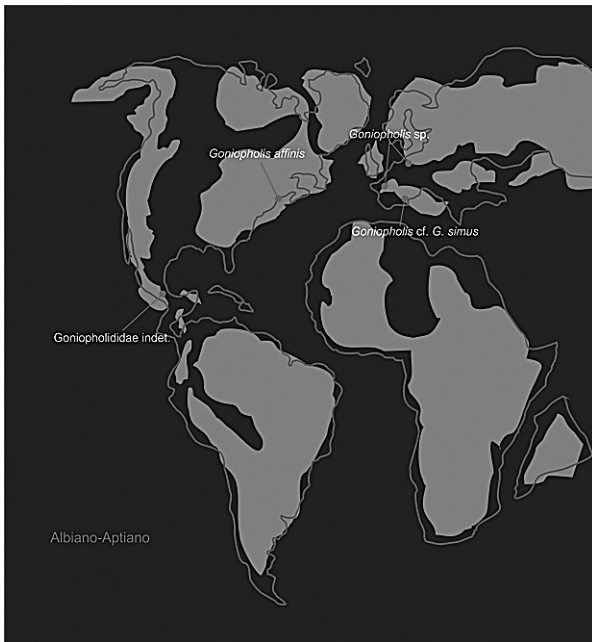 Goniopholis sp.
Goniopholis affinis
Goniopholis cf. G. simus
Goniopholididae indet.
Albiano-Aptiano